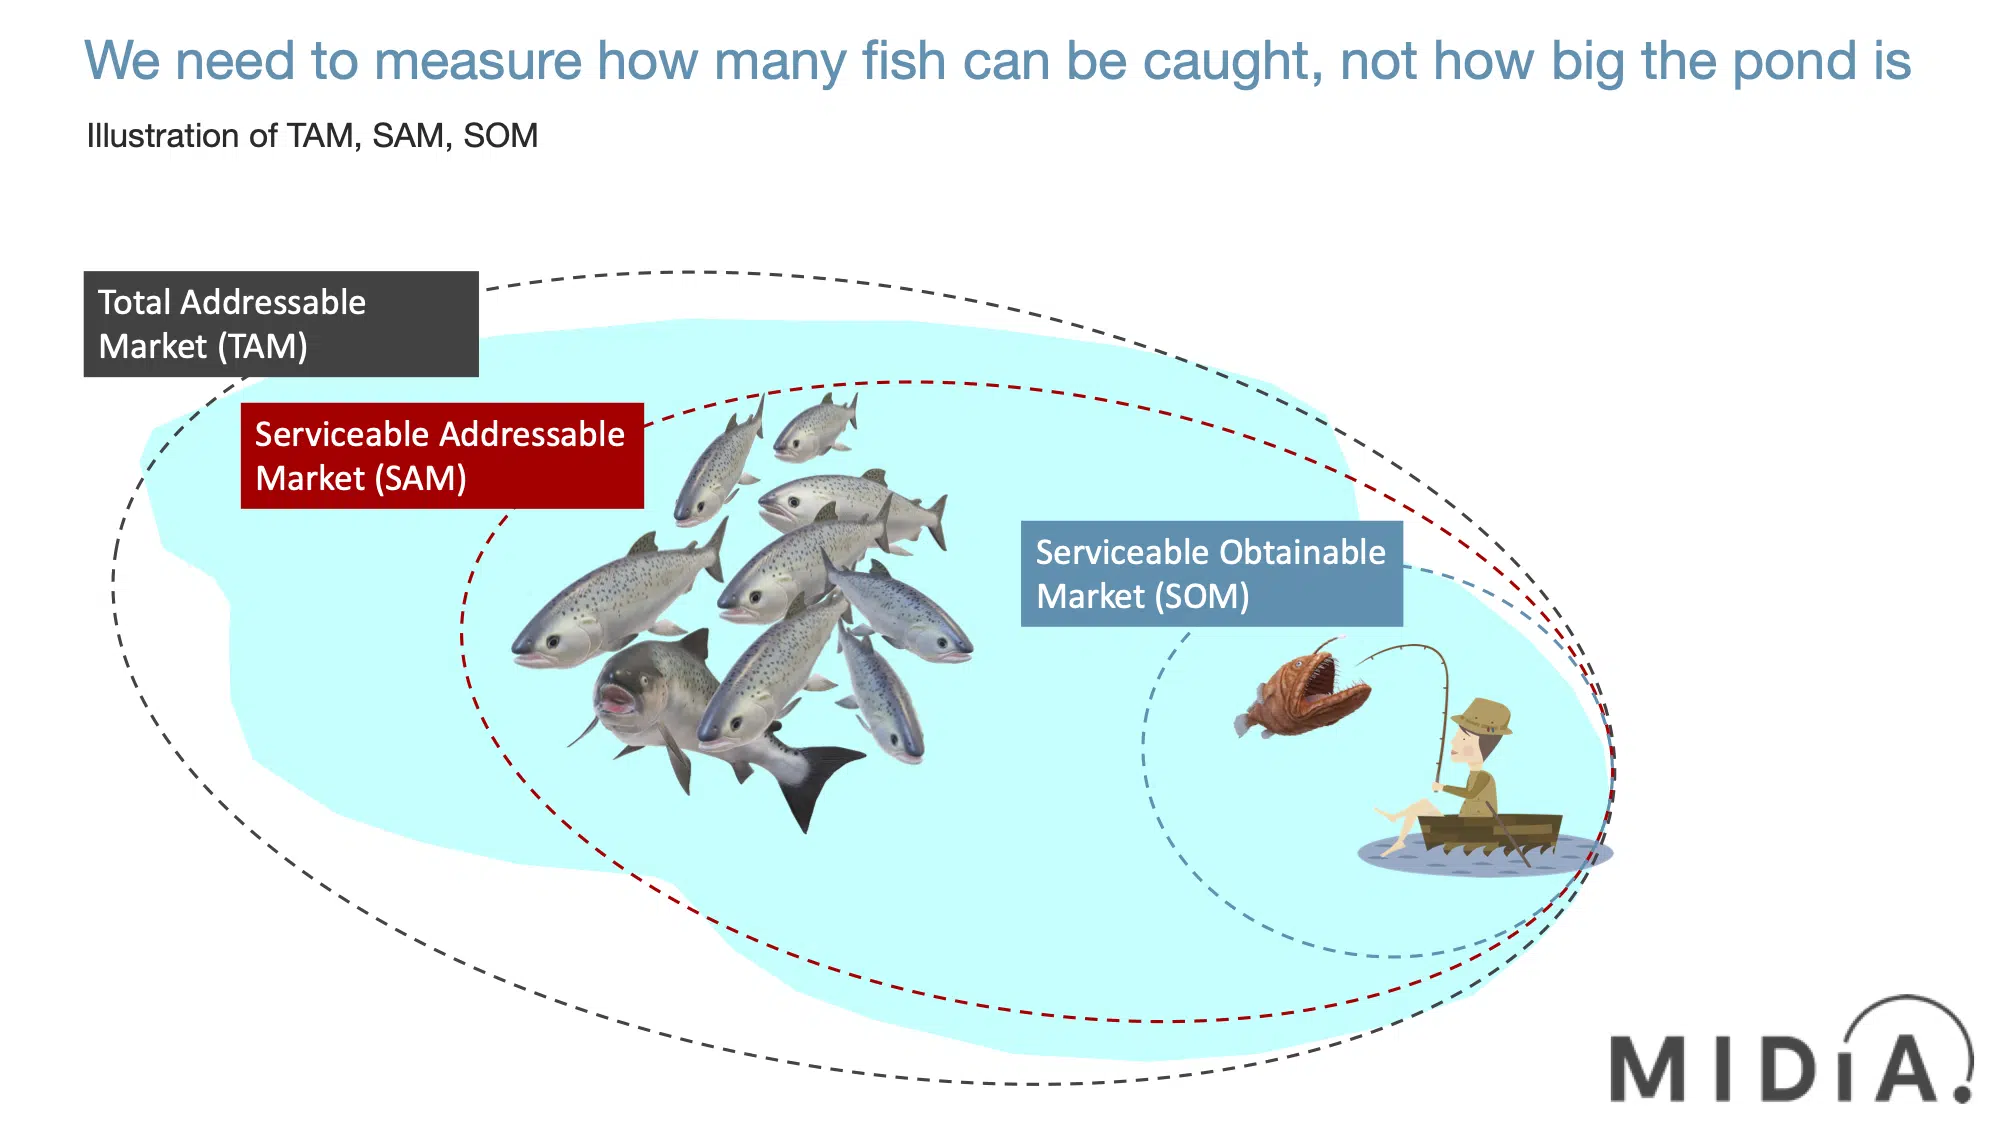 We need to measure how many fish can be caught, not how big the pond is
Illustration of TAM, SAM, SOM
Total Addressable
Market (TAM)
Serviceable Addressable
Market (SAM)
Serviceable Obtainable
Market (SOM)
MIDiA.